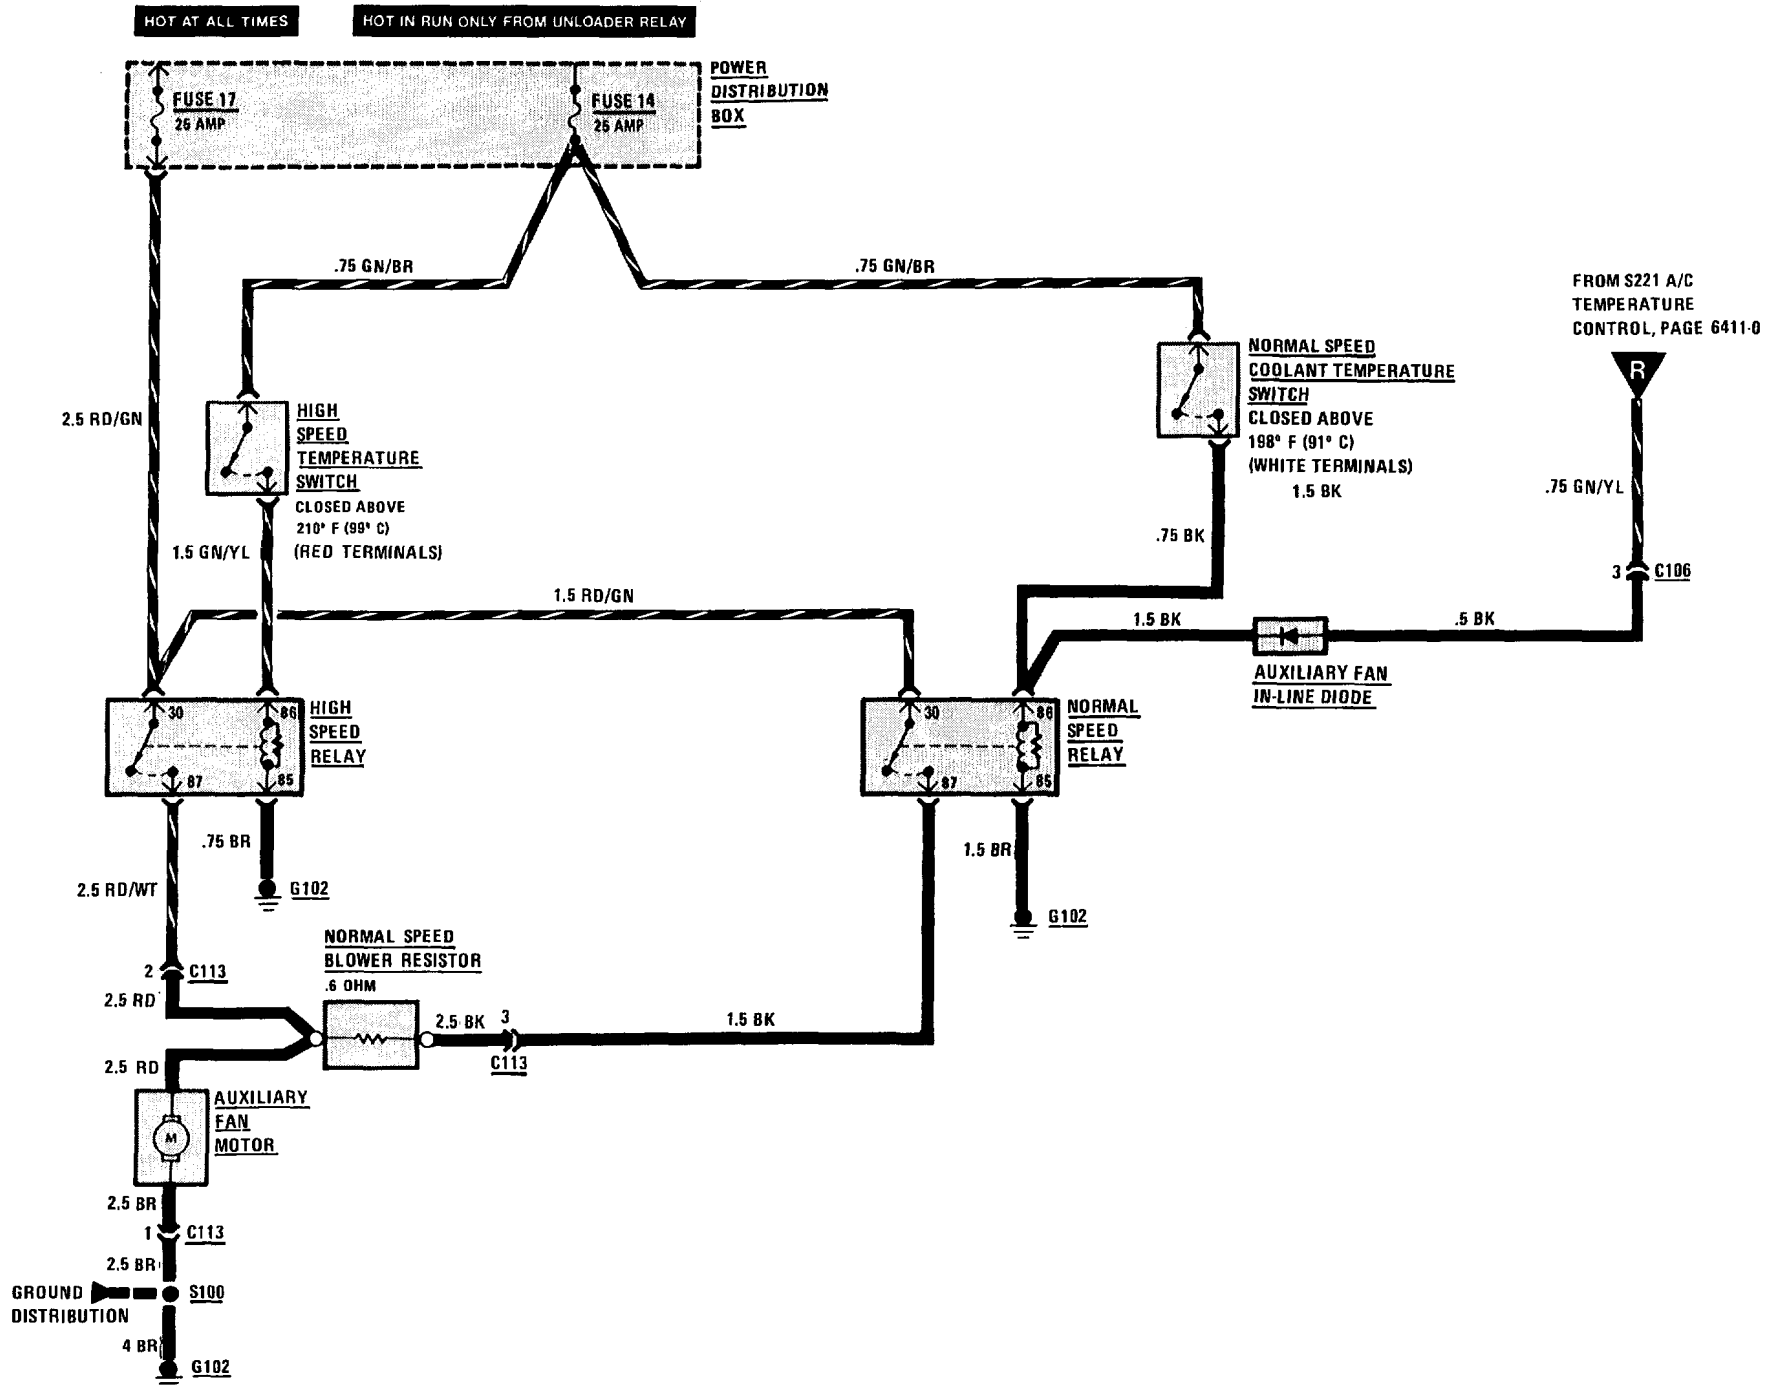 HOT AT ALL TIMES
HOT IN RUN ONLY FROM UNLOADER RELAY
POWER
DISTRIBUTION
BOX
FUSE 17
25 AMP
FUSE 14
25 AMP
.75 GN/BR
.75 GN/BR
FROM S221 A/C
TEMPERATURE
CONTROL, PAGE 6411-0
R
2.5 RD/GN
HIGH
SPEED
TEMPERATURE
SWITCH
CLOSED ABOVE
210° F (99° C)
(RED TERMINALS)
NORMAL SPEED
COOLANT TEMPERATURE
SWITCH
CLOSED ABOVE
198° F (91° C)
(WHITE TERMINALS)
1.5 BK
.75 GN/YL
1.5 GN/YL
.75 BK
3
C106
1.5 RD/GN
1.5 BK
.5 BK
AUXILIARY FAN
IN-LINE DIODE
30
86
87
85
HIGH
SPEED
RELAY
30
86
87
85
NORMAL
SPEED
RELAY
.75 BR
G102
1.5 BR
G102
2.5 RD/WT
2
C113
2.5 RD
NORMAL SPEED
BLOWER RESISTOR
.6 OHM
2.5 BK
3
C113
1.5 BK
2.5 RD
AUXILIARY
FAN
MOTOR
M
2.5 BR
1
C113
2.5 BR
GROUND
DISTRIBUTION
S100
4 BR
G102